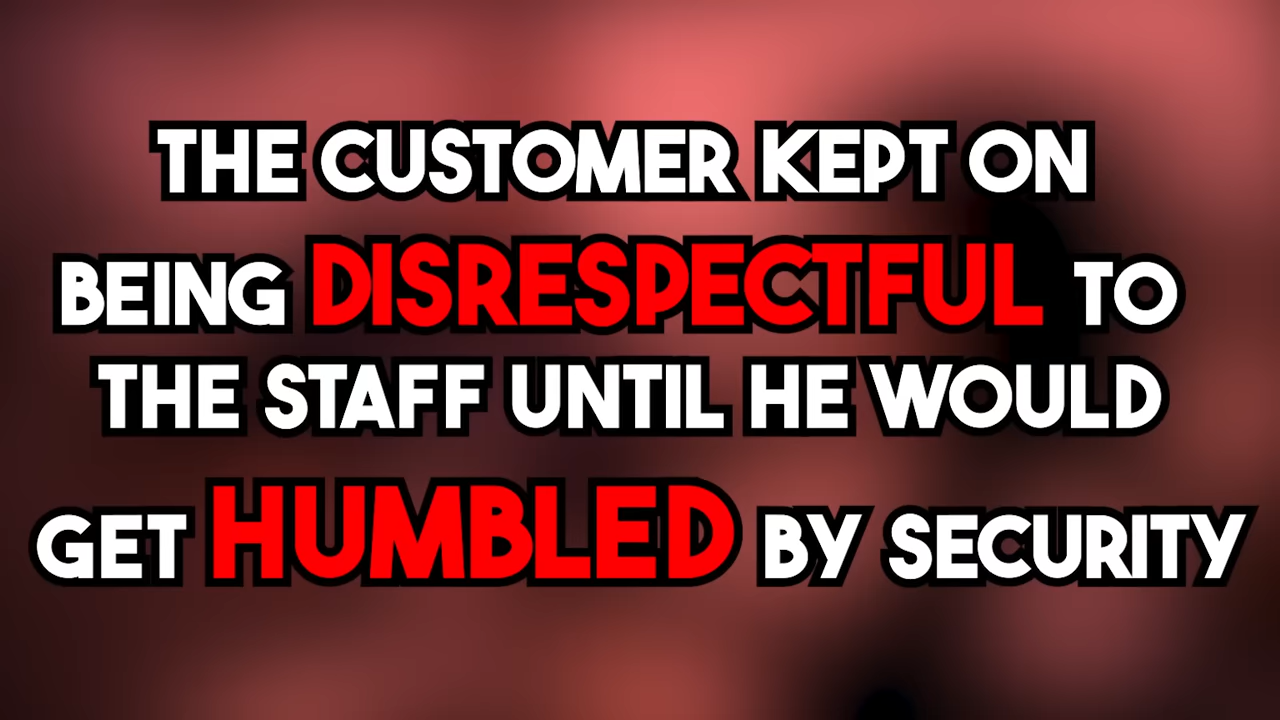 THE CUSTOMER KEPT ON
BEING DISRESPECTFUL TO
THE STAFF UNTIL HE WOULD
GET HUMBLED BY SECURITY